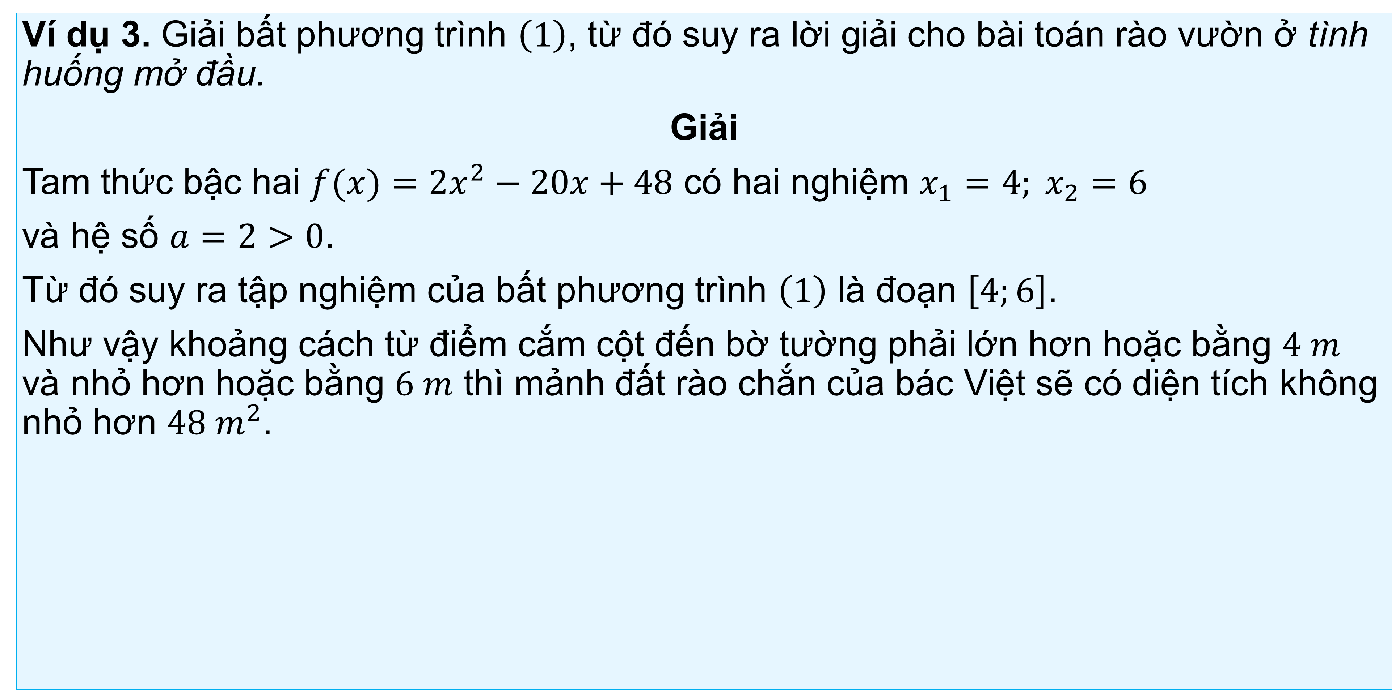 Ví dụ 3. Giải bất phương trình (1), từ đó suy ra lời giải cho bài toán rào vườn ở tình
huống mở đầu.
Giải
Tam thức bậc hai f(x) = 2x² − 20x + 48 có hai nghiệm x₁ = 4; x₂ = 6
và hệ số a = 2 > 0.
Từ đó suy ra tập nghiệm của bất phương trình (1) là đoạn [4; 6].
Như vậy khoảng cách từ điểm cắm cột đến bờ tường phải lớn hơn hoặc bằng 4 m
và nhỏ hơn hoặc bằng 6 m thì mảnh đất rào chắn của bác Việt sẽ có diện tích không
nhỏ hơn 48 m².